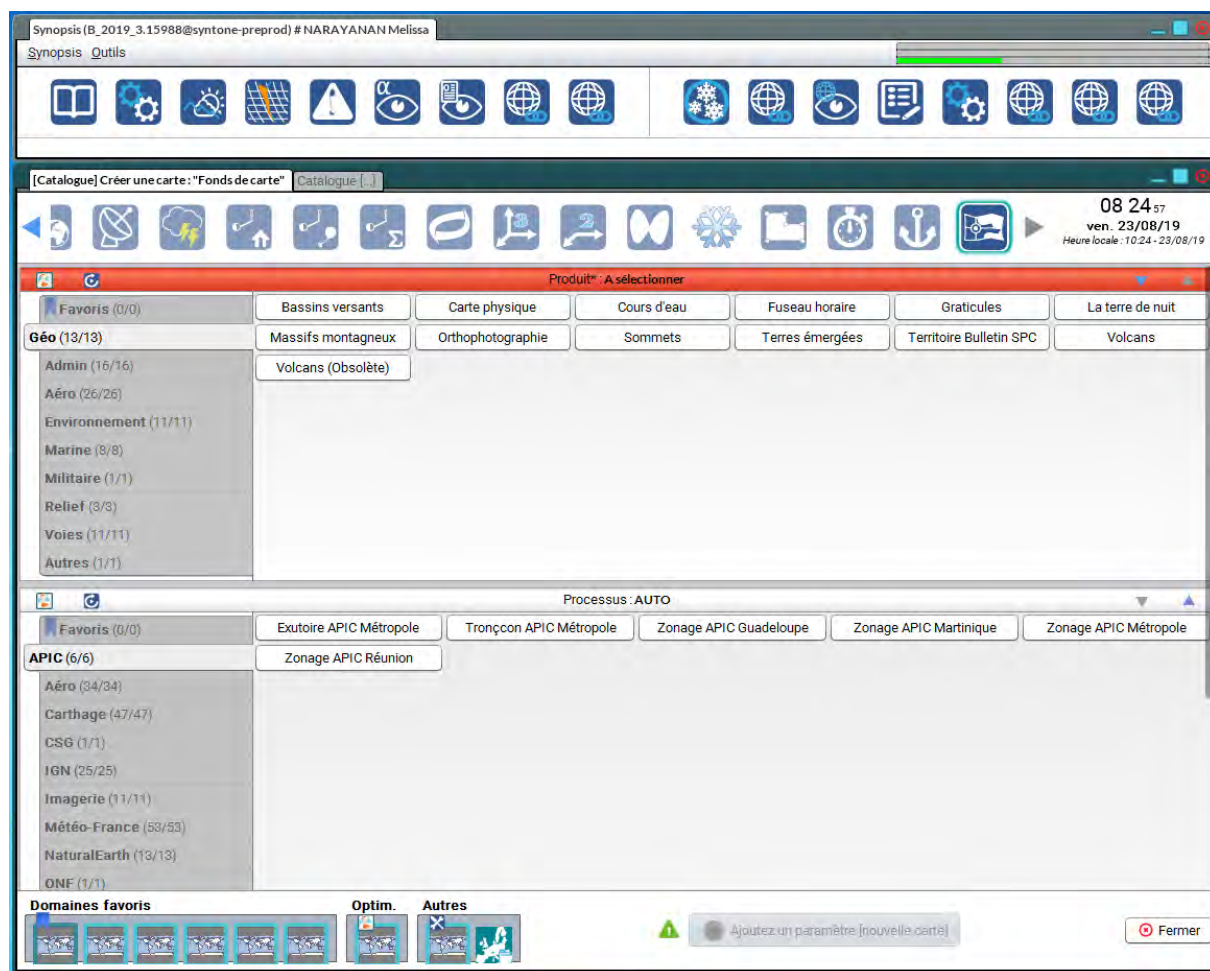 Synopsis (B_2019_3.15988@syntone-preprod) # NARAYANAN Melissa
Synopsis Outils
α
[Catalogue] Créer une carte : "Fonds de carte" Catalogue [...]
Σ 3 2
08 24 57
ven. 23/08/19
Heure locale : 10:24 - 23/08/19
Produit* : A sélectionner
Favoris (0/0) Bassins versants Carte physique Cours d'eau Fuseau horaire Graticules La terre de nuit
Géo (13/13) Massifs montagneux Orthophotographie Sommets Terres émergées Territoire Bulletin SPC Volcans
Admin (16/16) Volcans (Obsolète)
Aéro (26/26)
Environnement (11/11)
Marine (8/8)
Militaire (1/1)
Relief (3/3)
Voies (11/11)
Autres (1/1)
Processus : AUTO
Favoris (0/0) Exutoire APIC Métropole Tronçcon APIC Métropole Zonage APIC Guadeloupe Zonage APIC Martinique Zonage APIC Métropole
APIC (6/6) Zonage APIC Réunion
Aéro (34/34)
Carthage (47/47)
CSG (1/1)
IGN (25/25)
Imagerie (11/11)
Météo-France (53/53)
NaturalEarth (13/13)
ONF (1/1)
Domaines favoris Optim. Autres
Ajoutez un paramètre [nouvelle carte] Fermer